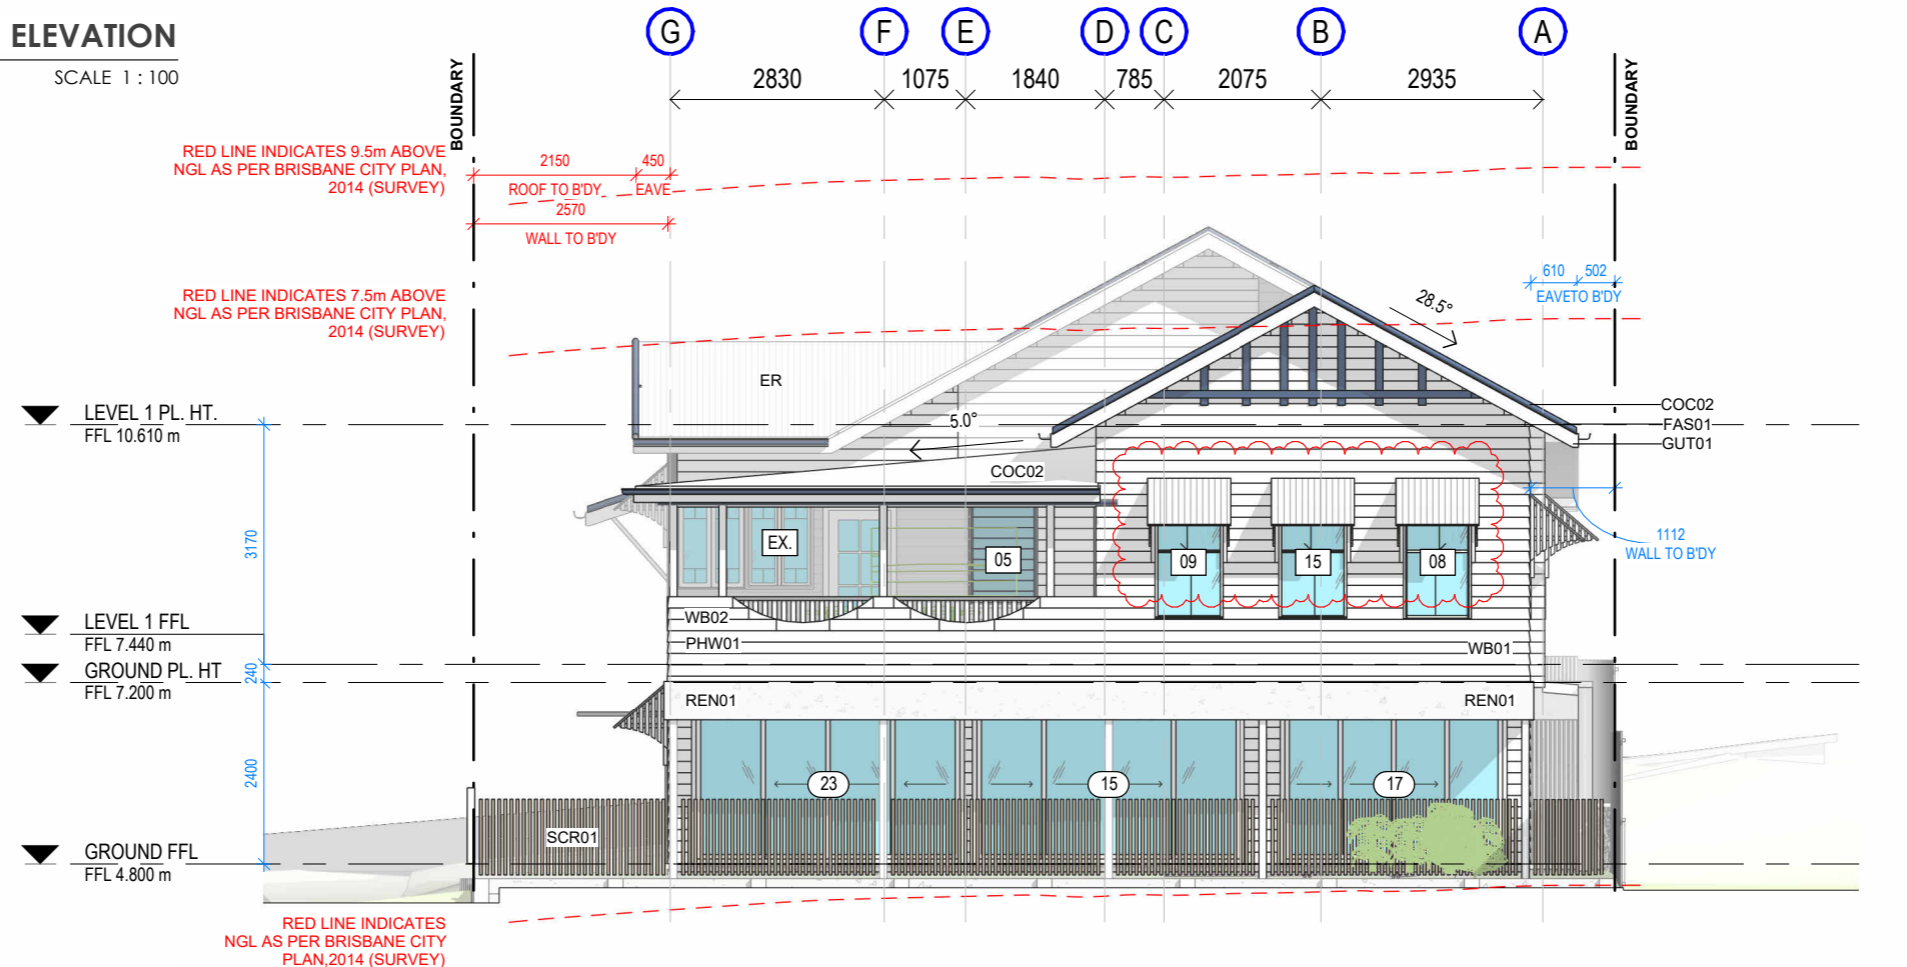 ELEVATION
SCALE 1 : 100
G
F
E
D
C
B
A
2830
1075
1840
785
2075
2935
BOUNDARY
BOUNDARY
RED LINE INDICATES 9.5m ABOVE
NGL AS PER BRISBANE CITY PLAN,
2014 (SURVEY)
2150
450
ROOF TO B'DY
EAVE
2570
WALL TO B'DY
RED LINE INDICATES 7.5m ABOVE
NGL AS PER BRISBANE CITY PLAN,
2014 (SURVEY)
610
502
EAVETO B'DY
28.5°
ER
LEVEL 1 PL. HT.
FFL 10.610 m
5.0°
COC02
COC02
FAS01
GUT01
3170
EX.
05
09
15
08
1112
WALL TO B'DY
LEVEL 1 FFL
FFL 7.440 m
WB02
PHW01
WB01
240
GROUND PL. HT
FFL 7.200 m
REN01
REN01
2400
23
15
17
SCR01
GROUND FFL
FFL 4.800 m
RED LINE INDICATES
NGL AS PER BRISBANE CITY
PLAN,2014 (SURVEY)